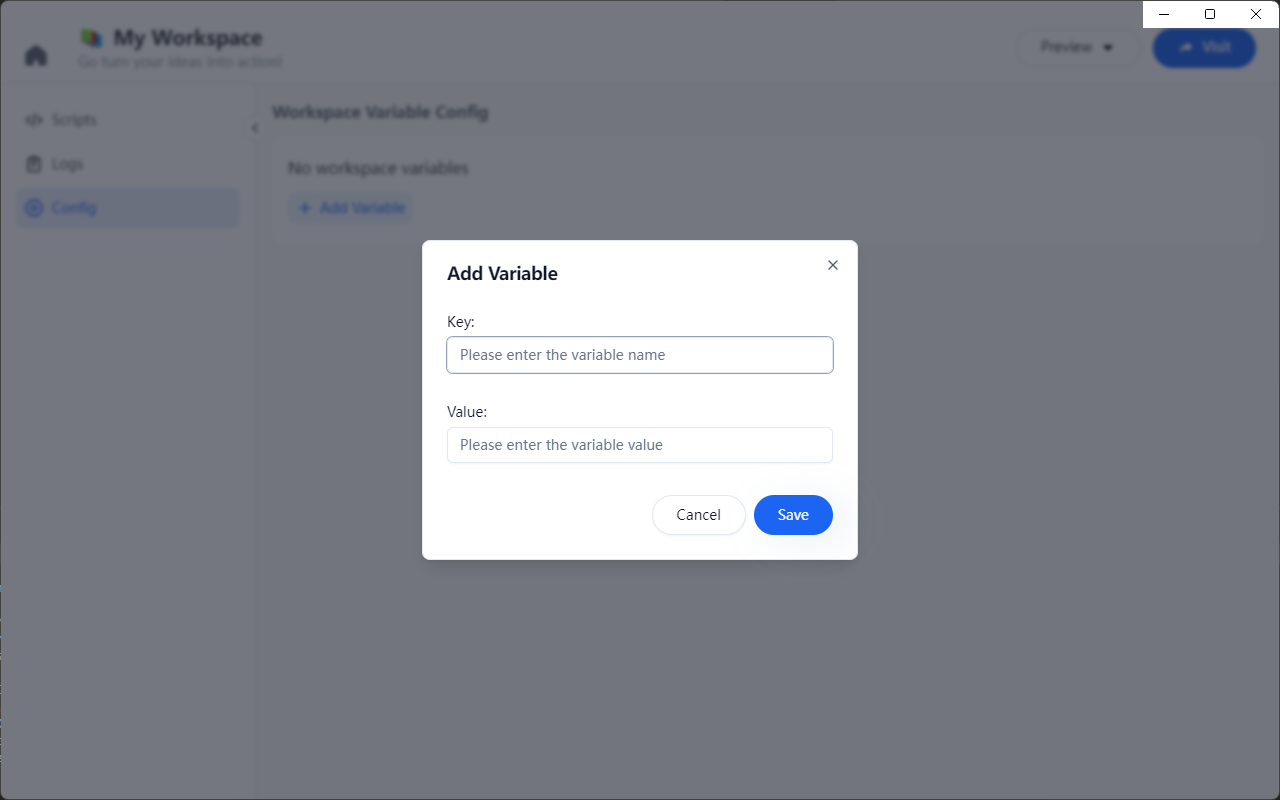 My Workspace
Go turn your ideas into action!
Preview
Visit
Scripts
Logs
Config
Workspace Variable Config
No workspace variables
+ Add Variable
Add Variable
Key:
Please enter the variable name
Value:
Please enter the variable value
Cancel
Save